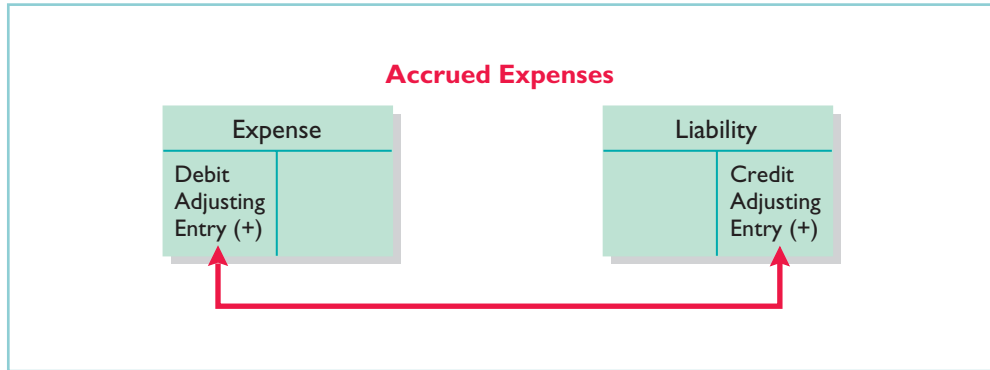 Accrued Expenses
Expense
Debit
Adjusting
Entry (+)
Liability
Credit
Adjusting
Entry (+)